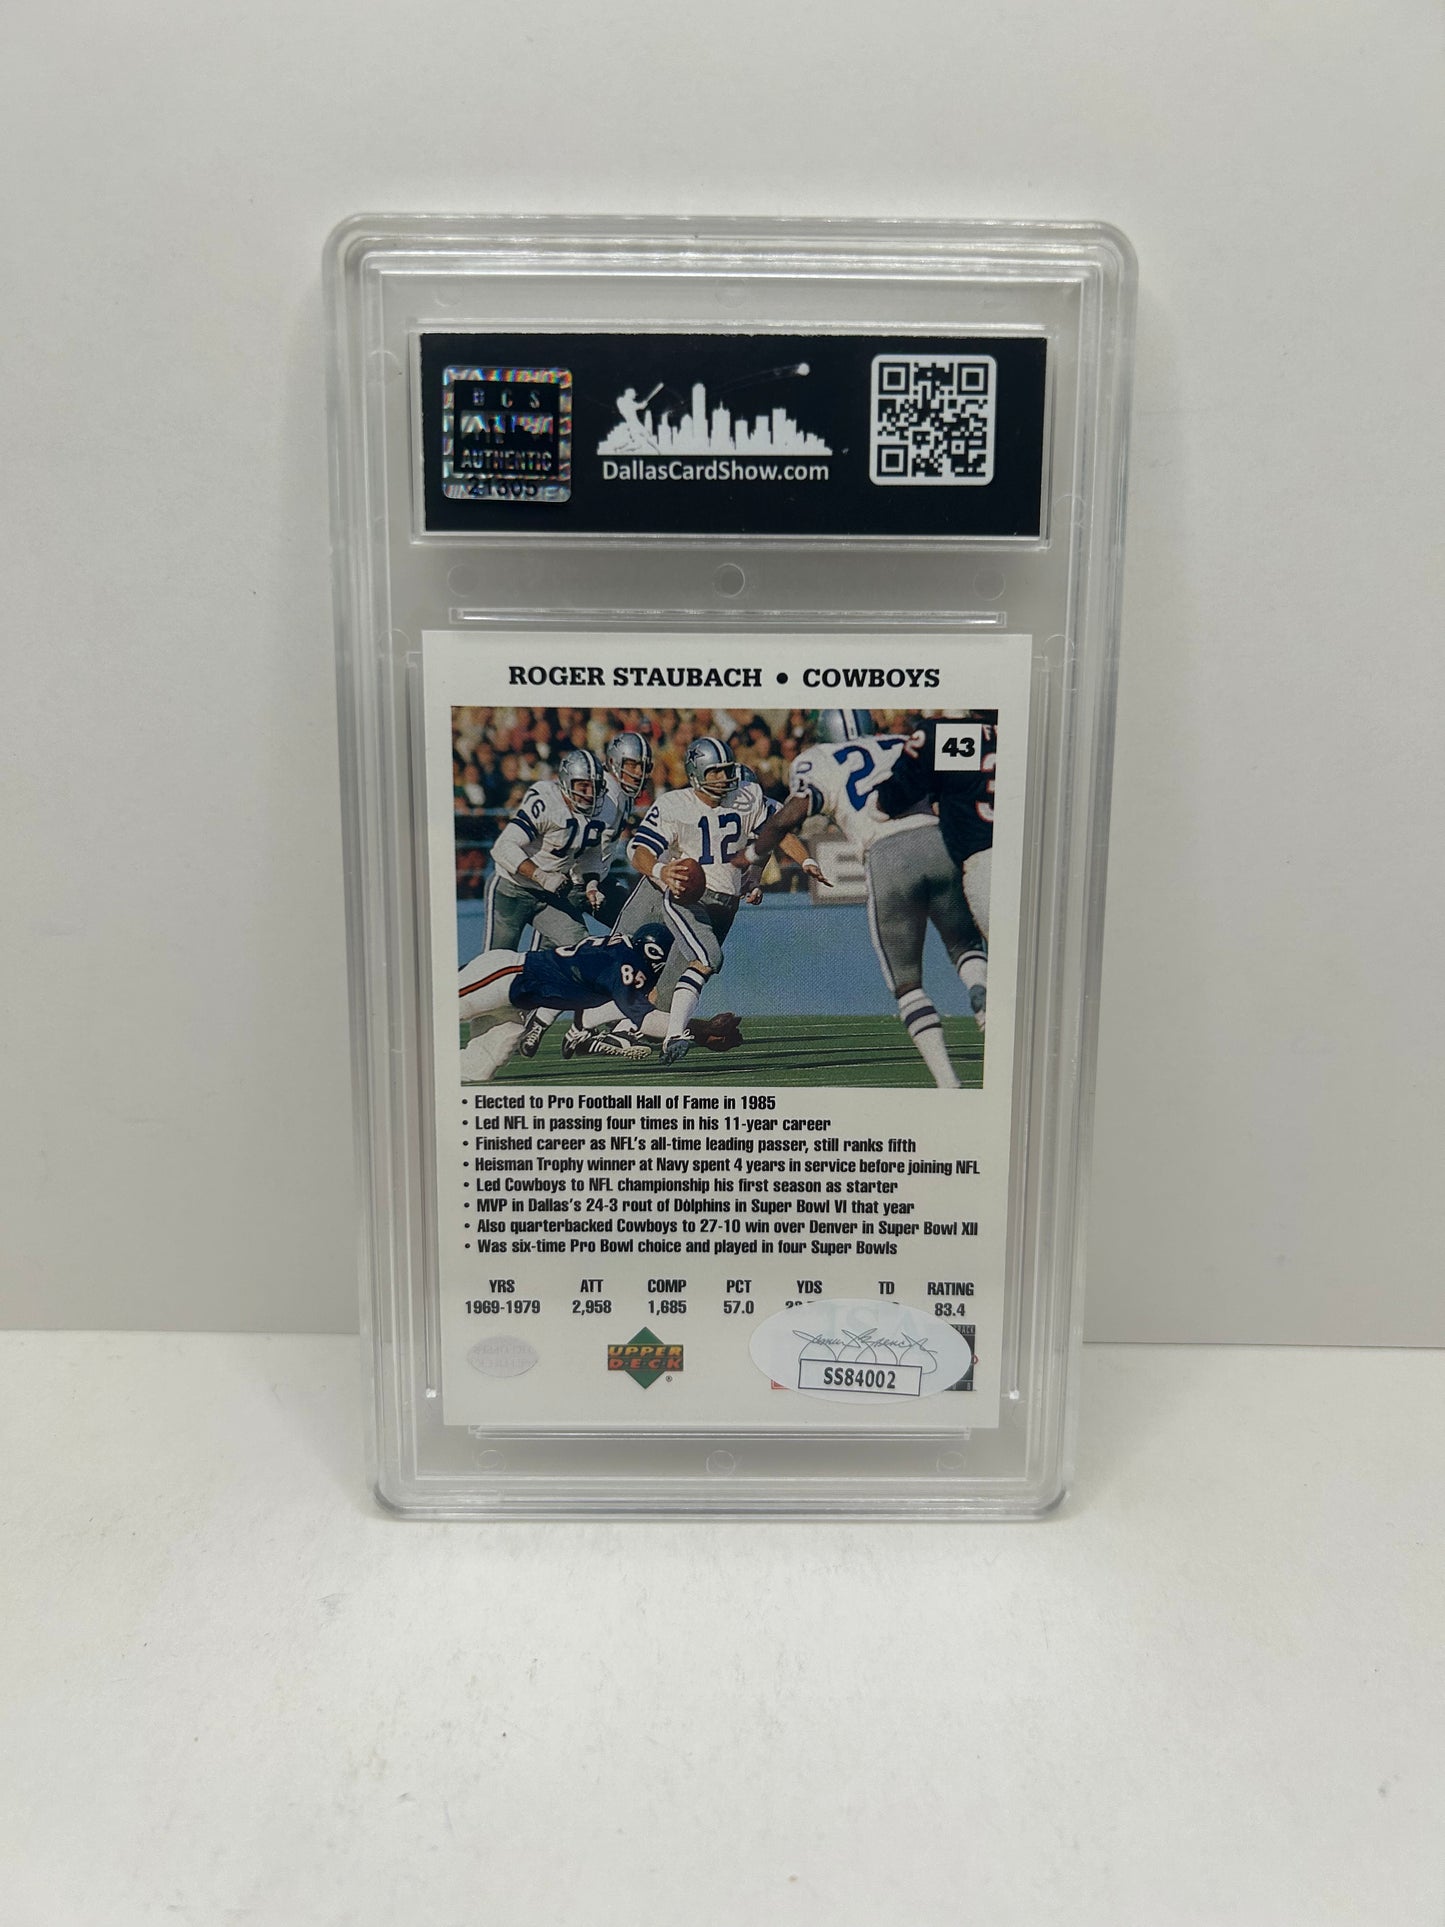 DCS
AUTHENTIC
21305
DallasCardShow.com
ROGER STAUBACH • COWBOYS
43
76
12
12
2
85
• Elected to Pro Football Hall of Fame in 1985
• Led NFL in passing four times in his 11-year career
• Finished career as NFL's all-time leading passer, still ranks fifth
• Heisman Trophy winner at Navy spent 4 years in service before joining NFL
• Led Cowboys to NFL championship his first season as starter
• MVP in Dallas's 24-3 rout of Dolphins in Super Bowl VI that year
• Also quarterbacked Cowboys to 27-10 win over Denver in Super Bowl XII
• Was six-time Pro Bowl choice and played in four Super Bowls
YRS ATT COMP PCT YDS TD RATING
1969-1979 2,958 1,685 57.0 83.4
UPPER
DECK
®
JSA
SS84002